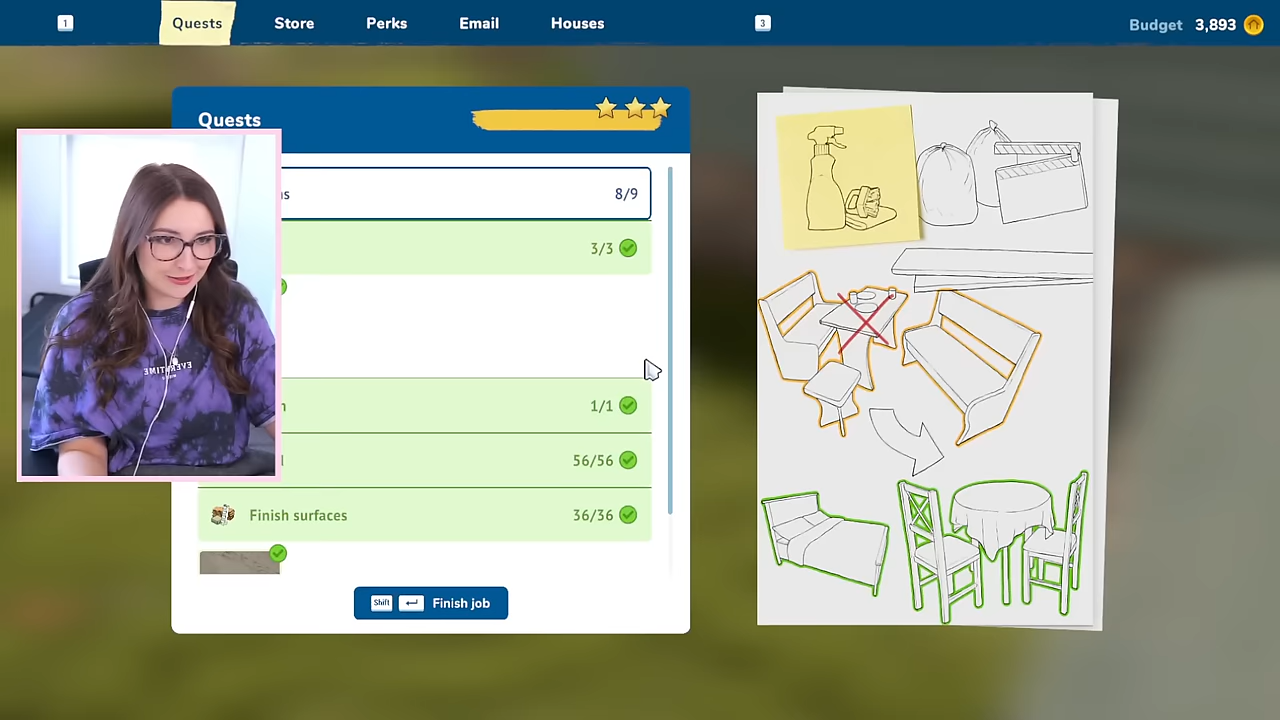 1 Quests Store Perks Email Houses 3 Budget 3,893
Quests
8/9
3/3
1/1
56/56
Finish surfaces 36/36
Shift Finish job